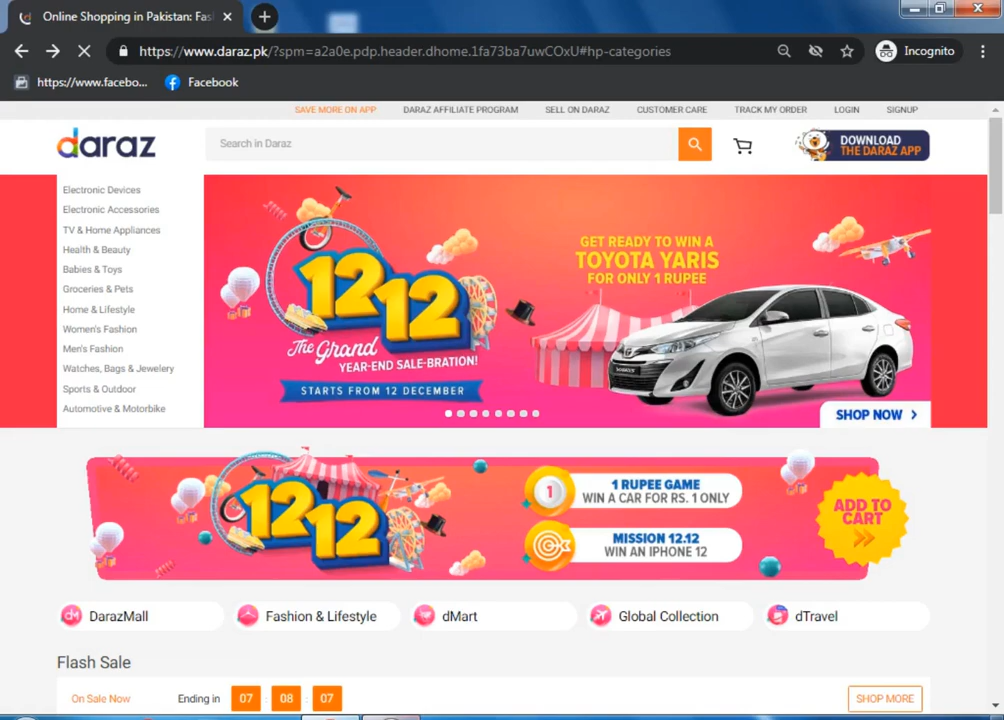 Online Shopping in Pakistan: Fas
https://www.daraz.pk/?spm=a2a0e.pdp.header.dhome.1fa73ba7uwCOxU#hp-categories
Incognito
https://www.facebo...
Facebook
SAVE MORE ON APP
DARAZ AFFILIATE PROGRAM
SELL ON DARAZ
CUSTOMER CARE
TRACK MY ORDER
LOGIN
SIGNUP
daraz
Search in Daraz
DOWNLOAD
THE DARAZ APP
Electronic Devices
Electronic Accessories
TV & Home Appliances
Health & Beauty
Babies & Toys
Groceries & Pets
Home & Lifestyle
Women's Fashion
Men's Fashion
Watches, Bags & Jewelery
Sports & Outdoor
Automotive & Motorbike
12 12
The Grand
YEAR-END SALE-BRATION!
STARTS FROM 12 DECEMBER
GET READY TO WIN A
TOYOTA YARIS
FOR ONLY 1 RUPEE
SHOP NOW
12 12
1
1 RUPEE GAME
WIN A CAR FOR RS. 1 ONLY
MISSION 12.12
WIN AN IPHONE 12
ADD TO
CART
DarazMall
Fashion & Lifestyle
dMart
Global Collection
dTravel
Flash Sale
On Sale Now
Ending in
07 : 08 : 07
SHOP MORE